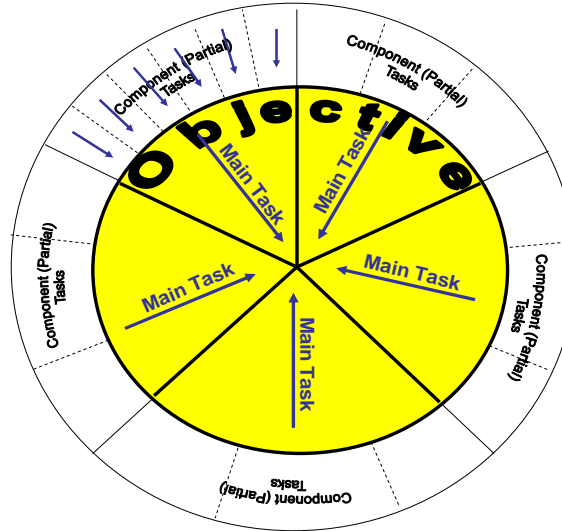 Component (Partial)
Tasks
Component (Partial)
Tasks
Objective
Main Task
Main Task
Component (Partial)
Tasks
Main Task
Main Task
Component (Partial)
Tasks
Main Task
Component (Partial)
Tasks